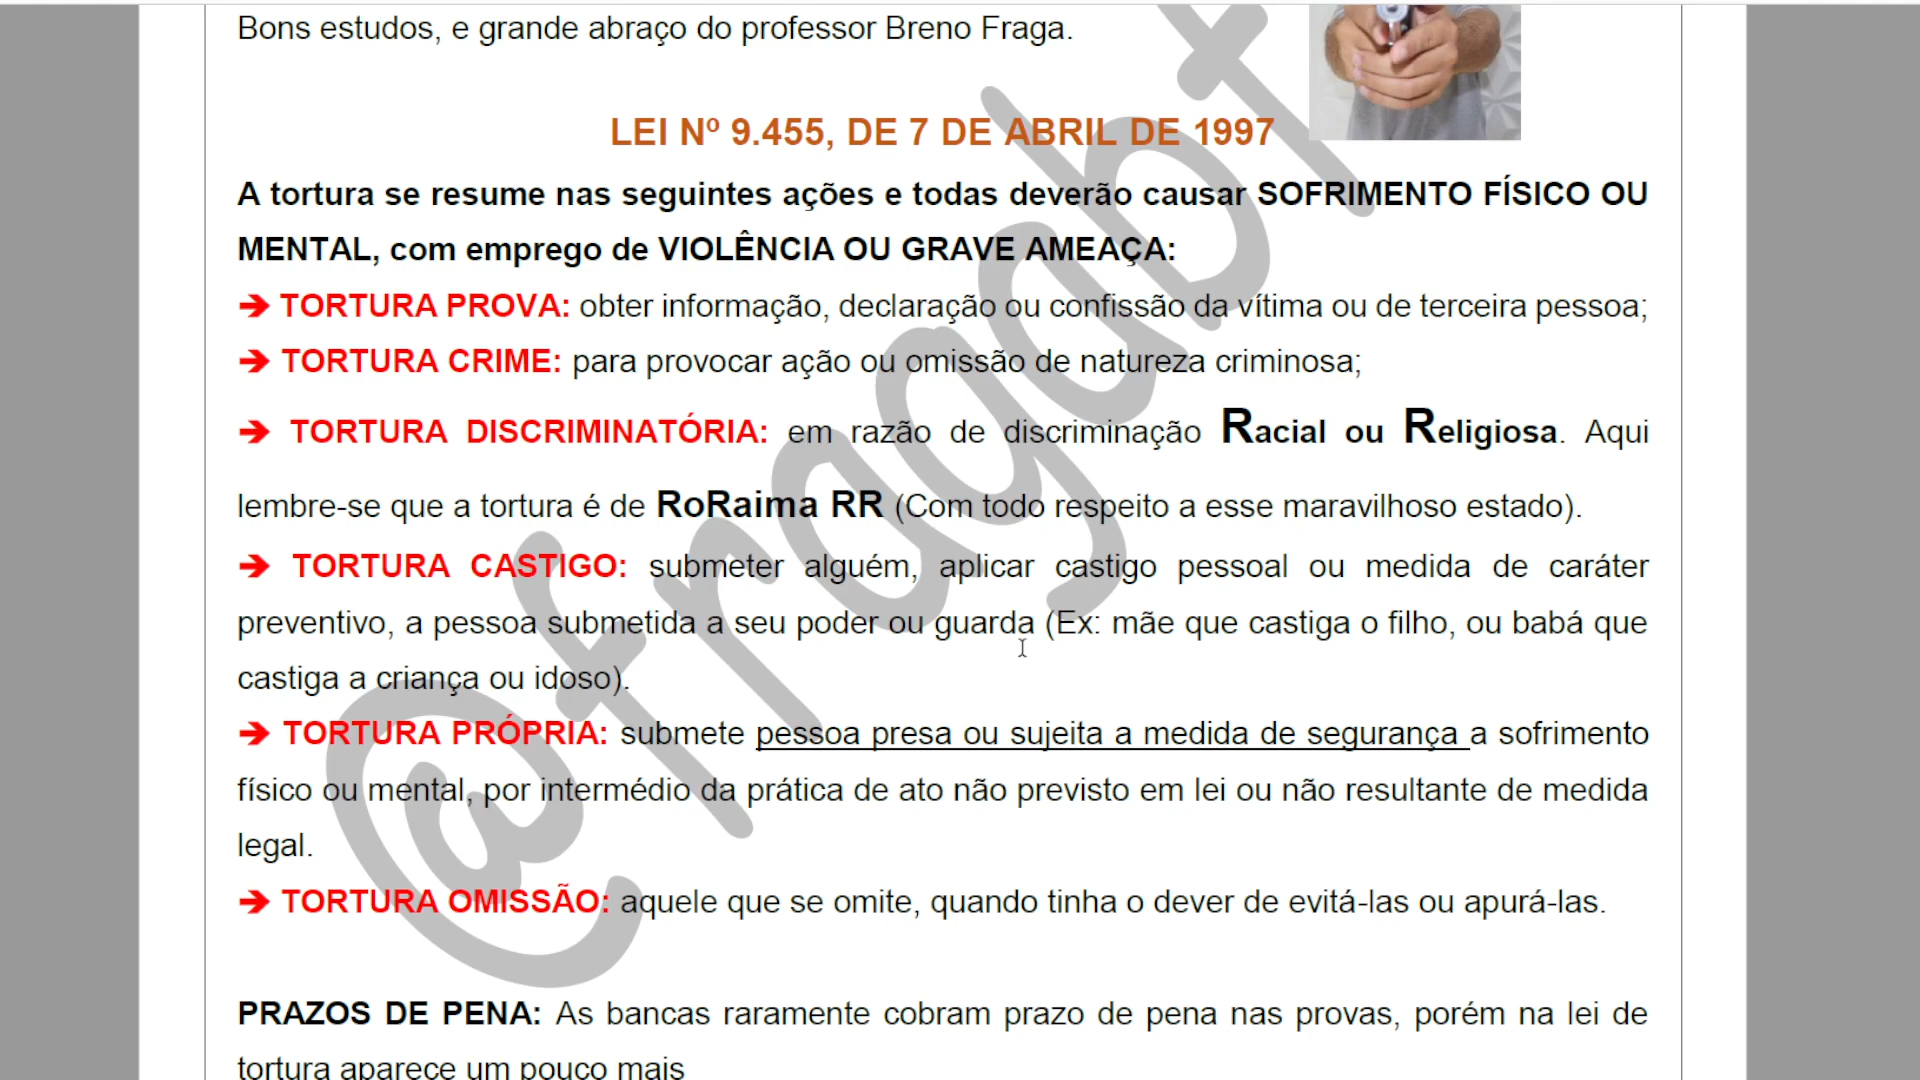 Bons estudos, e grande abraço do professor Breno Fraga.
LEI Nº 9.455, DE 7 DE ABRIL DE 1997
A tortura se resume nas seguintes ações e todas deverão causar SOFRIMENTO FÍSICO OU
MENTAL, com emprego de VIOLÊNCIA OU GRAVE AMEAÇA:
➔ TORTURA PROVA: obter informação, declaração ou confissão da vítima ou de terceira pessoa;
➔ TORTURA CRIME: para provocar ação ou omissão de natureza criminosa;
➔ TORTURA DISCRIMINATÓRIA: em razão de discriminação Racial ou Religiosa. Aqui
lembre-se que a tortura é de RoRaima RR (Com todo respeito a esse maravilhoso estado).
➔ TORTURA CASTIGO: submeter alguém, aplicar castigo pessoal ou medida de caráter
preventivo, a pessoa submetida a seu poder ou guarda (Ex: mãe que castiga o filho, ou babá que
castiga a criança ou idoso).
➔ TORTURA PRÓPRIA: submete pessoa presa ou sujeita a medida de segurança a sofrimento
físico ou mental, por intermédio da prática de ato não previsto em lei ou não resultante de medida
legal.
➔ TORTURA OMISSÃO: aquele que se omite, quando tinha o dever de evitá-las ou apurá-las.
PRAZOS DE PENA: As bancas raramente cobram prazo de pena nas provas, porém na lei de
tortura aparece um pouco mais